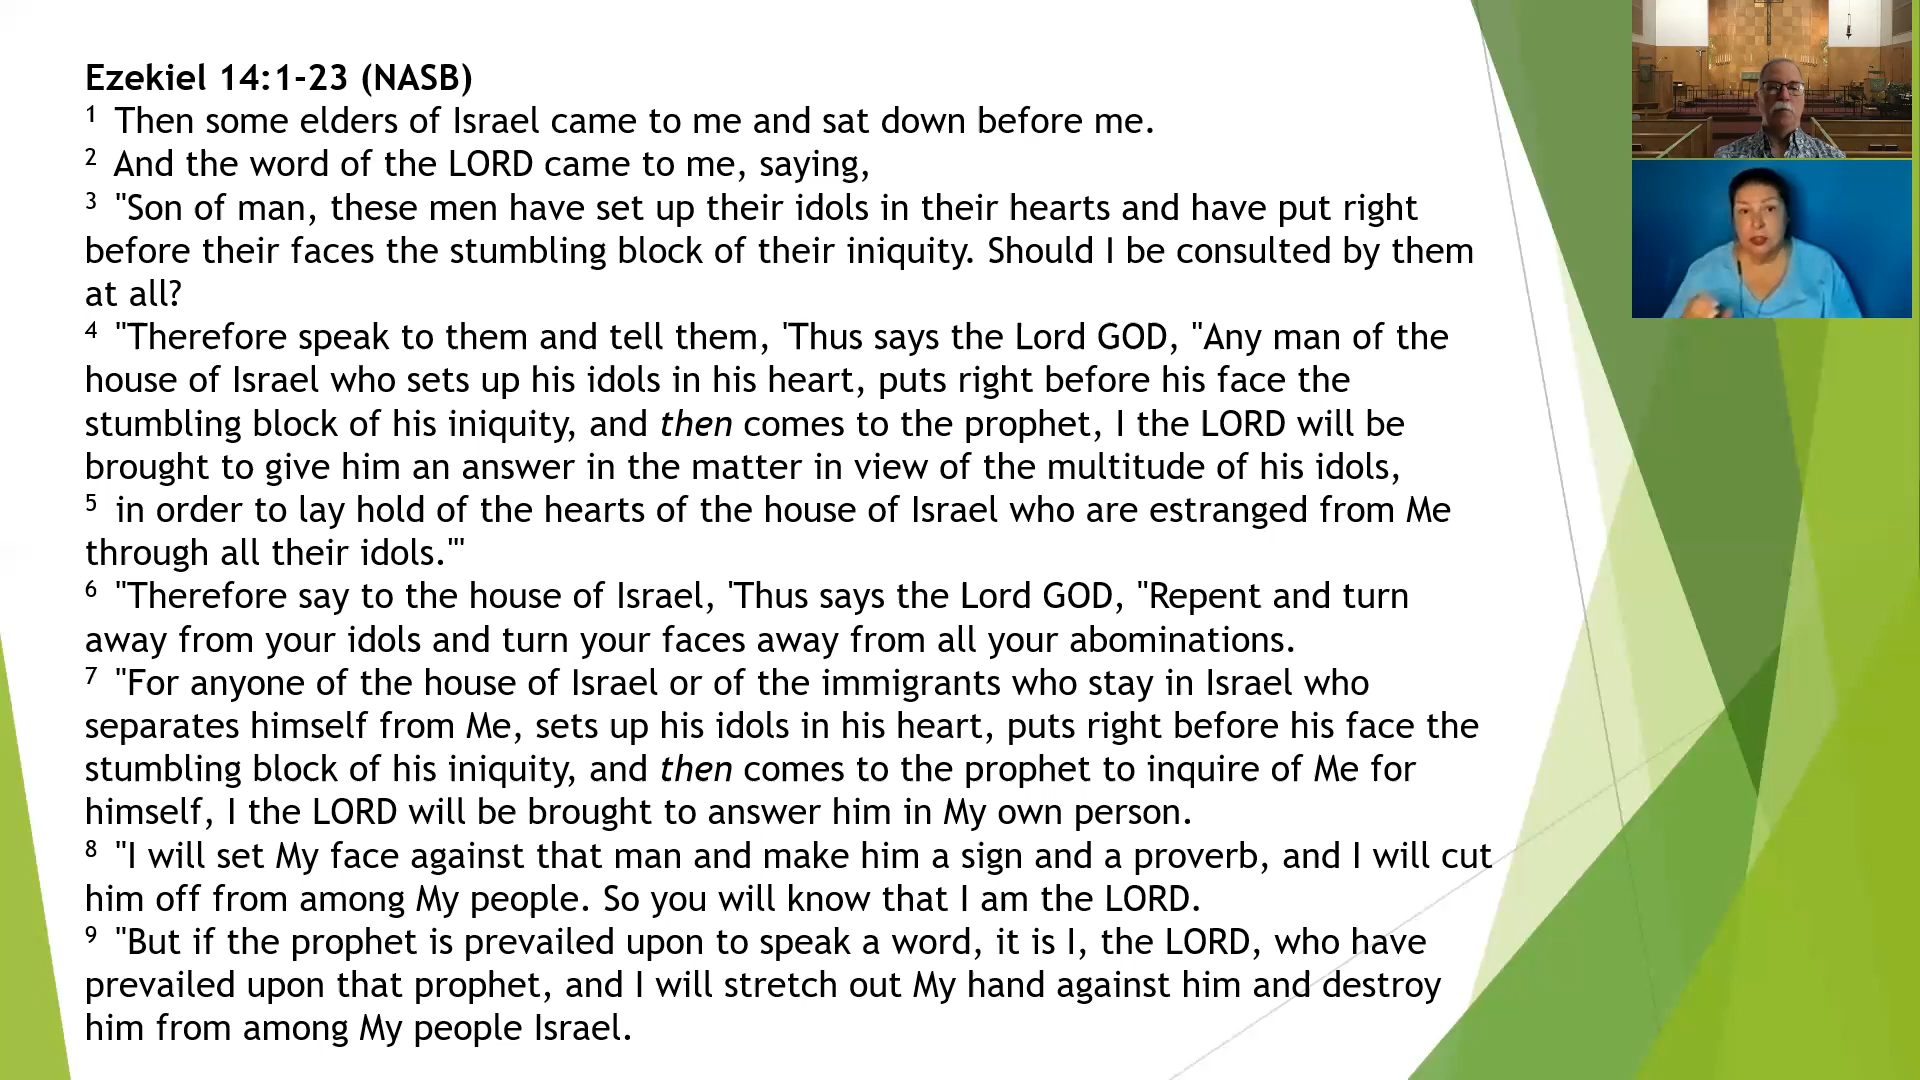 Ezekiel 14:1-23 (NASB)
1 Then some elders of Israel came to me and sat down before me.
2 And the word of the LORD came to me, saying,
3 "Son of man, these men have set up their idols in their hearts and have put right
before their faces the stumbling block of their iniquity. Should I be consulted by them
at all?
4 "Therefore speak to them and tell them, 'Thus says the Lord GOD, "Any man of the
house of Israel who sets up his idols in his heart, puts right before his face the
stumbling block of his iniquity, and then comes to the prophet, I the LORD will be
brought to give him an answer in the matter in view of the multitude of his idols,
5 in order to lay hold of the hearts of the house of Israel who are estranged from Me
through all their idols."'
6 "Therefore say to the house of Israel, 'Thus says the Lord GOD, "Repent and turn
away from your idols and turn your faces away from all your abominations.
7 "For anyone of the house of Israel or of the immigrants who stay in Israel who
separates himself from Me, sets up his idols in his heart, puts right before his face the
stumbling block of his iniquity, and then comes to the prophet to inquire of Me for
himself, I the LORD will be brought to answer him in My own person.
8 "I will set My face against that man and make him a sign and a proverb, and I will cut
him off from among My people. So you will know that I am the LORD.
9 "But if the prophet is prevailed upon to speak a word, it is I, the LORD, who have
prevailed upon that prophet, and I will stretch out My hand against him and destroy
him from among My people Israel.